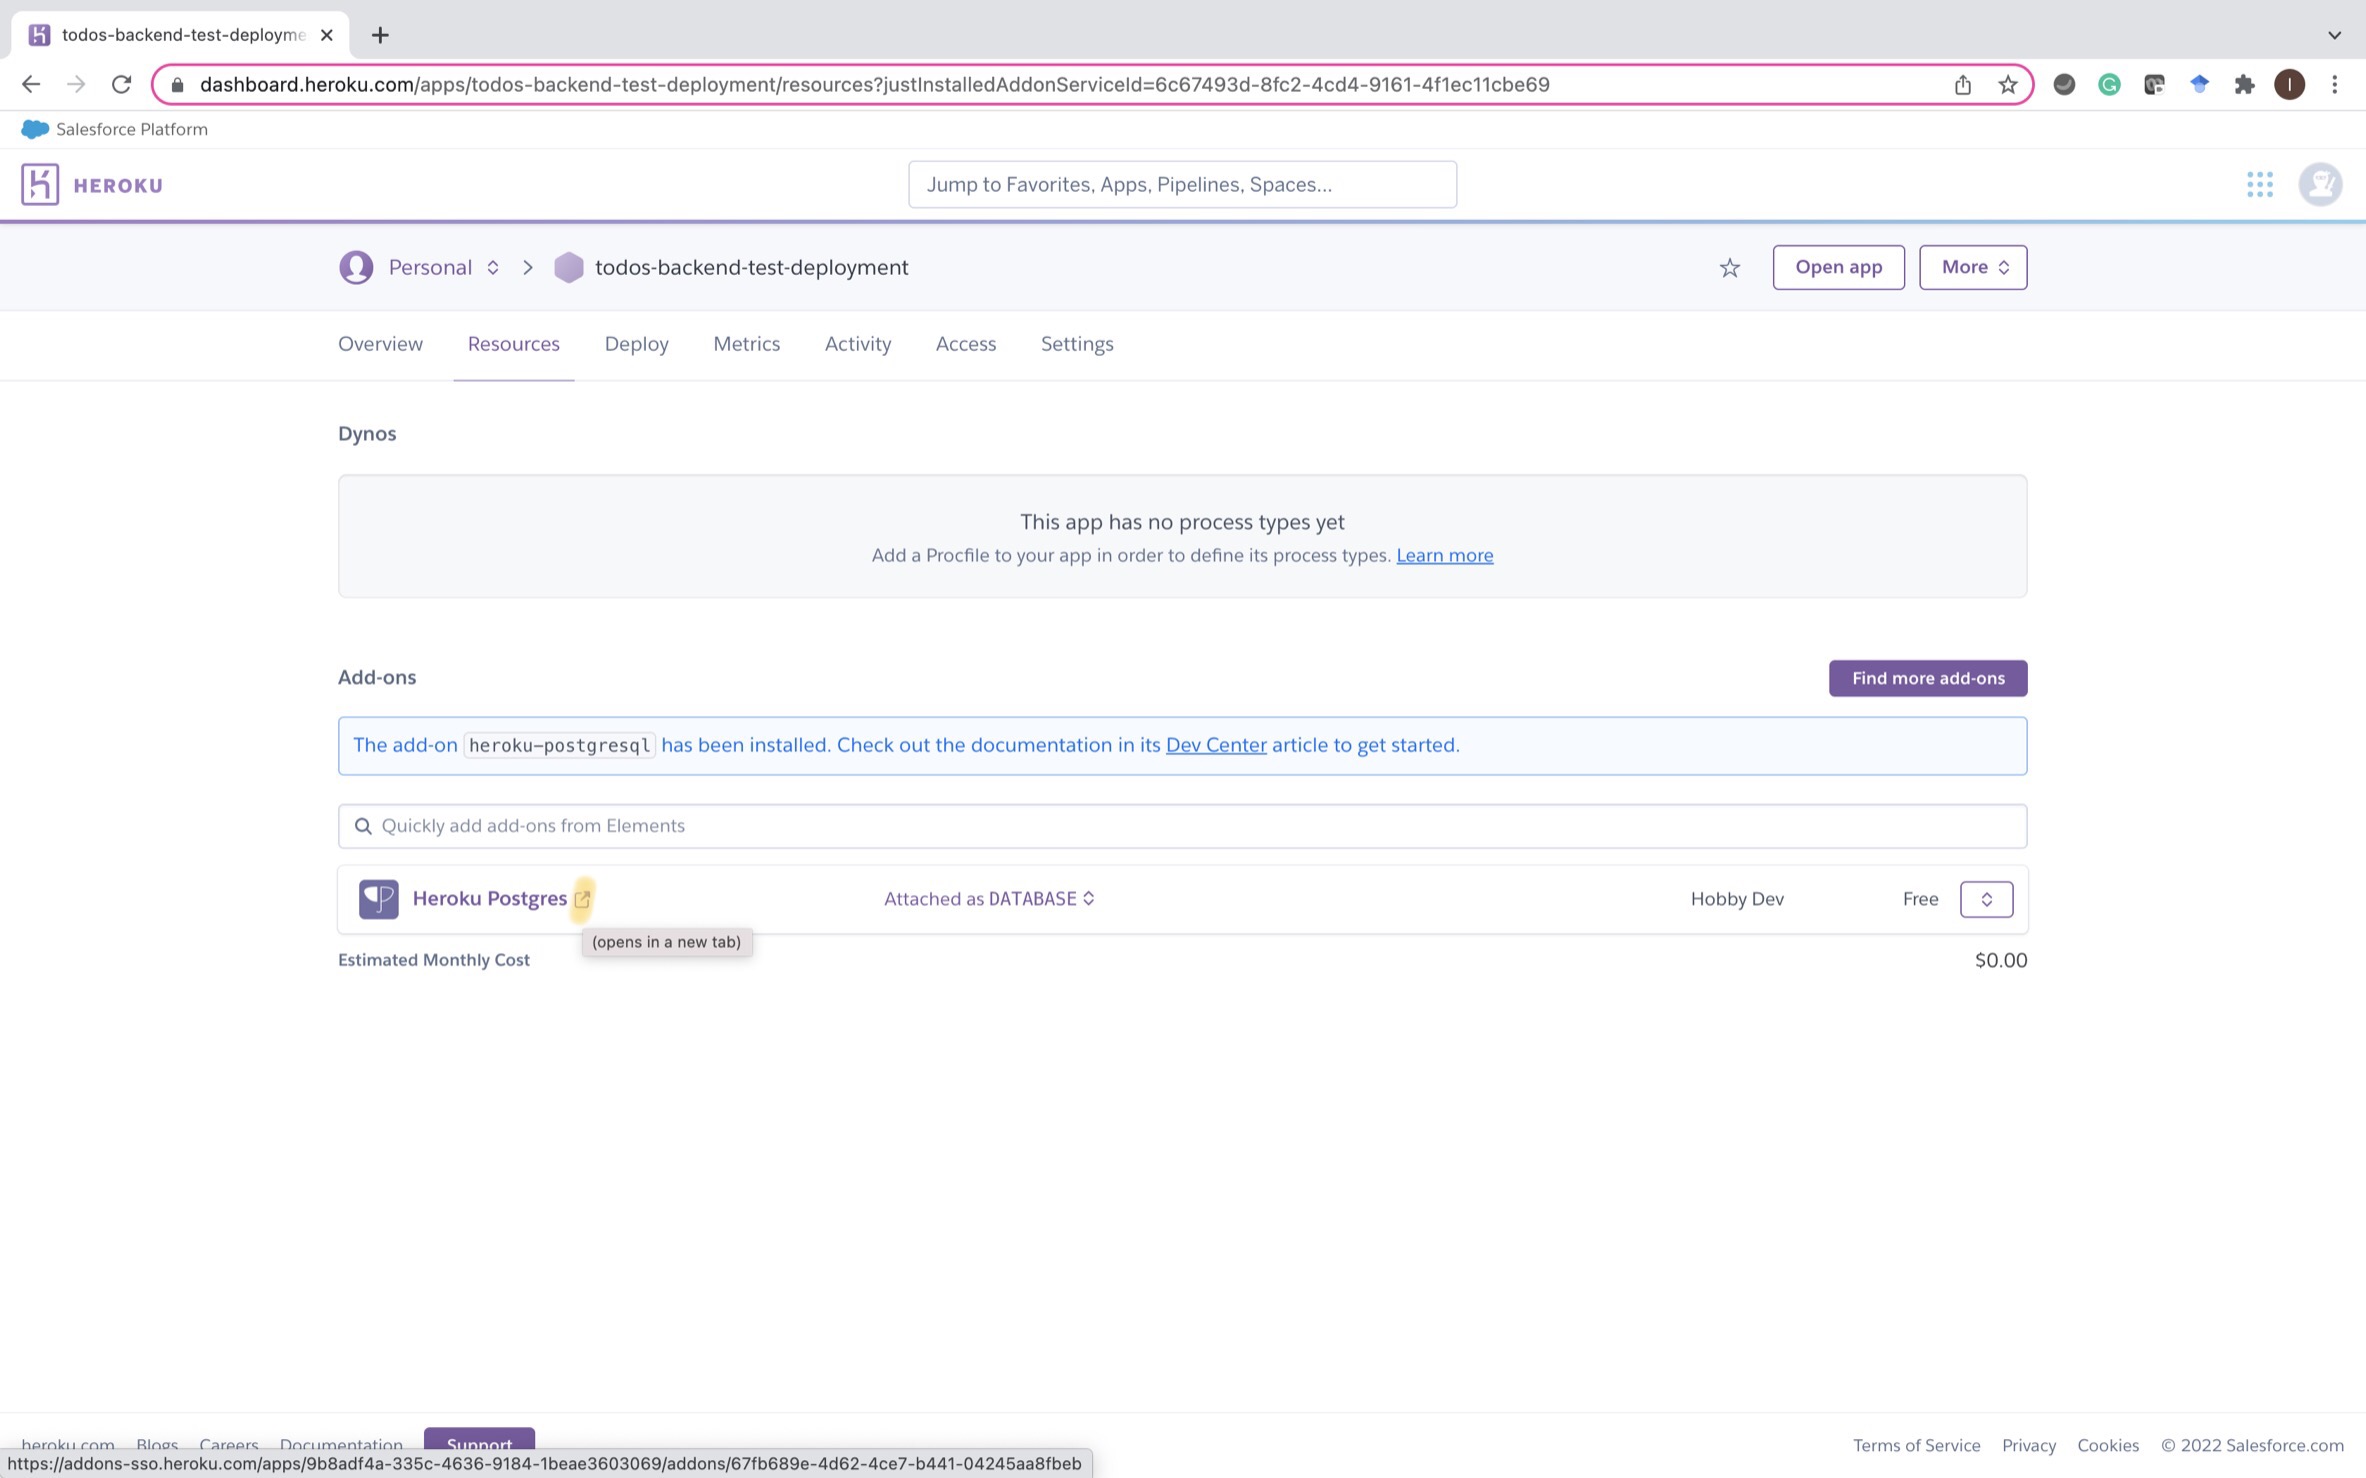 todos-backend-test-deployme
dashboard.heroku.com/apps/todos-backend-test-deployment/resources?justInstalledAddonServiceId=6c67493d-8fc2-4cd4-9161-4f1ec11cbe69
I
Salesforce Platform
HEROKU
Jump to Favorites, Apps, Pipelines, Spaces...
Personal
todos-backend-test-deployment
Open app
More
Overview
Resources
Deploy
Metrics
Activity
Access
Settings
Dynos
This app has no process types yet
Add a Procfile to your app in order to define its process types. Learn more
Add-ons
Find more add-ons
The add-on heroku-postgresql has been installed. Check out the documentation in its Dev Center article to get started.
Quickly add add-ons from Elements
Heroku Postgres
Attached as DATABASE
Hobby Dev
Free
(opens in a new tab)
Estimated Monthly Cost
$0.00
heroku.com
Blogs
Careers
Documentation
Support
Terms of Service
Privacy
Cookies
© 2022 Salesforce.com
https://addons-sso.heroku.com/apps/9b8adf4a-335c-4636-9184-1beae3603069/addons/67fb689e-4d62-4ce7-b441-04245aa8fbeb